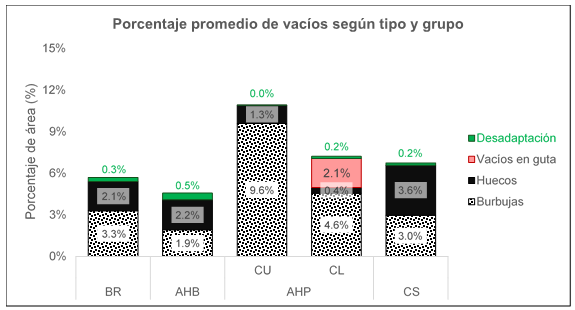 Porcentaje promedio de vacíos según tipo y grupo
Porcentaje de área (%)
15%
12%
9%
6%
3%
0%
0.3%
2.1%
3.3%
0.5%
2.2%
1.9%
0.0%
1.3%
9.6%
0.2%
2.1%
0.4%
4.6%
0.2%
3.6%
3.0%
Desadaptación
Vacíos en guta
Huecos
Burbujas
CU CL
BR AHB AHP CS